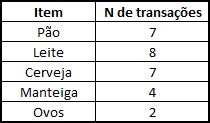 Item N de transações
Pão 7
Leite 8
Cerveja 7
Manteiga 4
Ovos 2